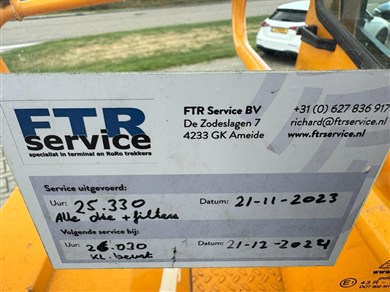 FTR
service
specialist in terminal en RoRo trekkers
FTR Service BV
De Zodeslagen 7
4233 GK Ameide
+31 (0) 627 836 917
richard@ftrservice.nl
www.ftrservice.nl
Service uitgevoerd:
Uur: 25.330 Datum: 21-11-2023
Alle olie + filters
Volgende service bij:
Uur: 26.030 Datum: 21-12-2024
KL. beurt